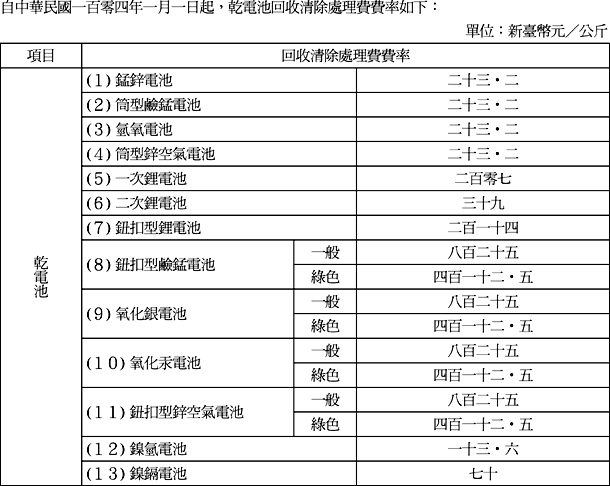 自中華民國一百零四年一月一日起，乾電池回收清除處理費費率如下：
單位：新臺幣元／公斤
項目 回收清除處理費費率
乾電池
(1)錳鋅電池 二十三．二
(2)筒型鹼錳電池 二十三．二
(3)氫氧電池 二十三．二
(4)筒型鋅空氣電池 二十三．二
(5)一次鋰電池 二百零七
(6)二次鋰電池 三十九
(7)鈕扣型鋰電池 二百一十四
(8)鈕扣型鹼錳電池 一般 八百二十五
綠色 四百一十二．五
(9)氧化銀電池 一般 八百二十五
綠色 四百一十二．五
(10)氧化汞電池 一般 八百二十五
綠色 四百一十二．五
(11)鈕扣型鋅空氣電池 一般 八百二十五
綠色 四百一十二．五
(12)鎳氫電池 一十三．六
(13)鎳鎘電池 七十